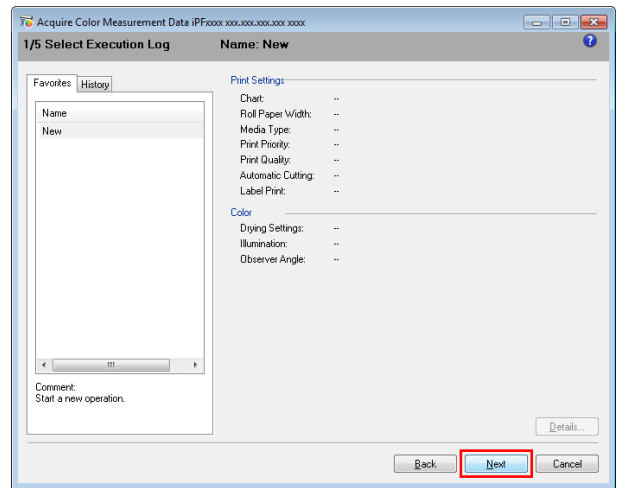 Acquire Color Measurement Data iPFxxxx xxx.xxx.xxx.xxx xxxx
1/5 Select Execution Log Name: New
Favorites History
Name
New
Comment:
Start a new operation.
Print Settings
Chart: --
Roll Paper Width: --
Media Type: --
Print Priority: --
Print Quality: --
Automatic Cutting: --
Label Print: --
Color
Drying Settings: --
Illumination: --
Observer Angle: --
Details...
Back Next Cancel